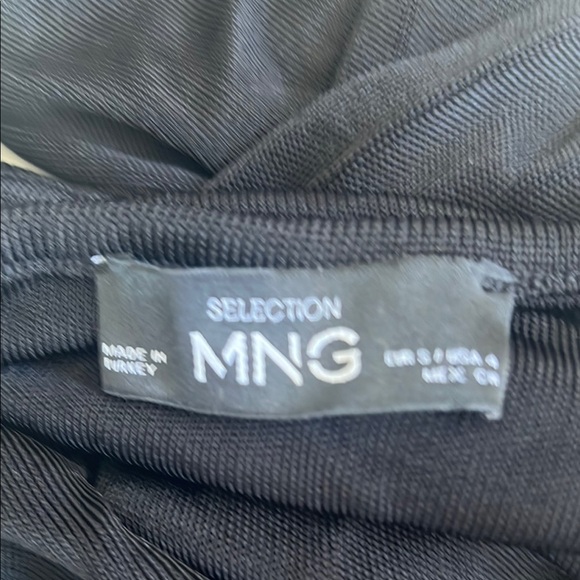 SELECTION
MNG
MADE IN
TURKEY
EUR S / USA 4
MEX CH